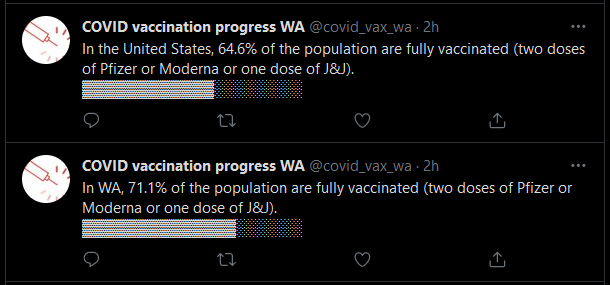 COVID vaccination progress WA @covid_vax_wa · 2h
In the United States, 64.6% of the population are fully vaccinated (two doses
of Pfizer or Moderna or one dose of J&J).
COVID vaccination progress WA @covid_vax_wa · 2h
In WA, 71.1% of the population are fully vaccinated (two doses of Pfizer or
Moderna or one dose of J&J).